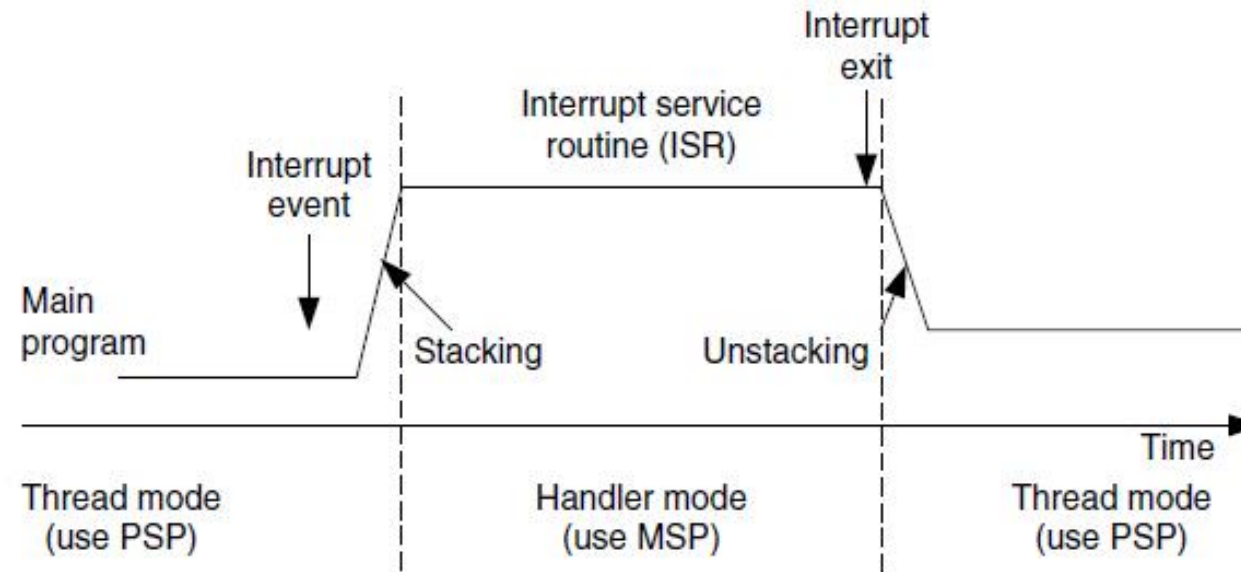 Interrupt
exit
Interrupt service
routine (ISR)
Interrupt
event
Main
program
Stacking
Unstacking
Time
Thread mode
(use PSP)
Handler mode
(use MSP)
Thread mode
(use PSP)